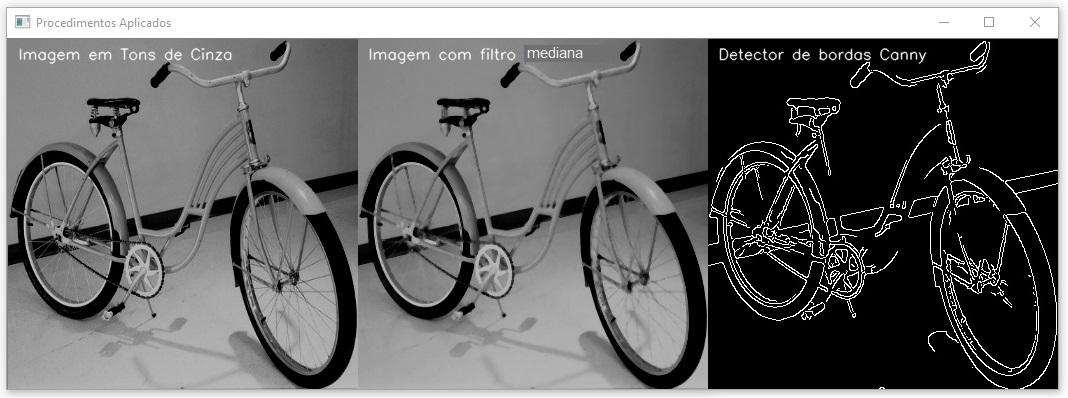 Procedimentos Aplicados
Imagem em Tons de Cinza
Imagem com filtro mediana
Detector de bordas Canny